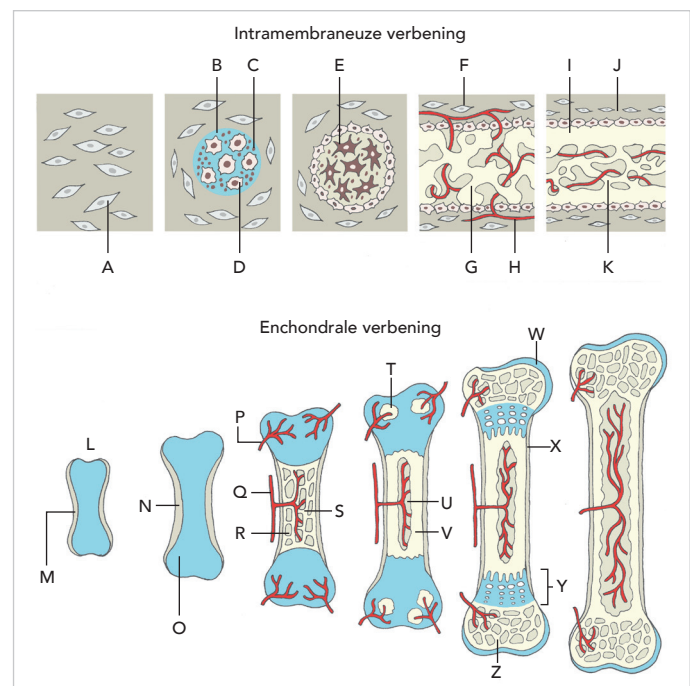 Intramembraneuze verbening
B C E F I J
A D G H K
Enchondrale verbening
W
T
P
L
X
Q
N
S U
R V
M
Y
O
Z